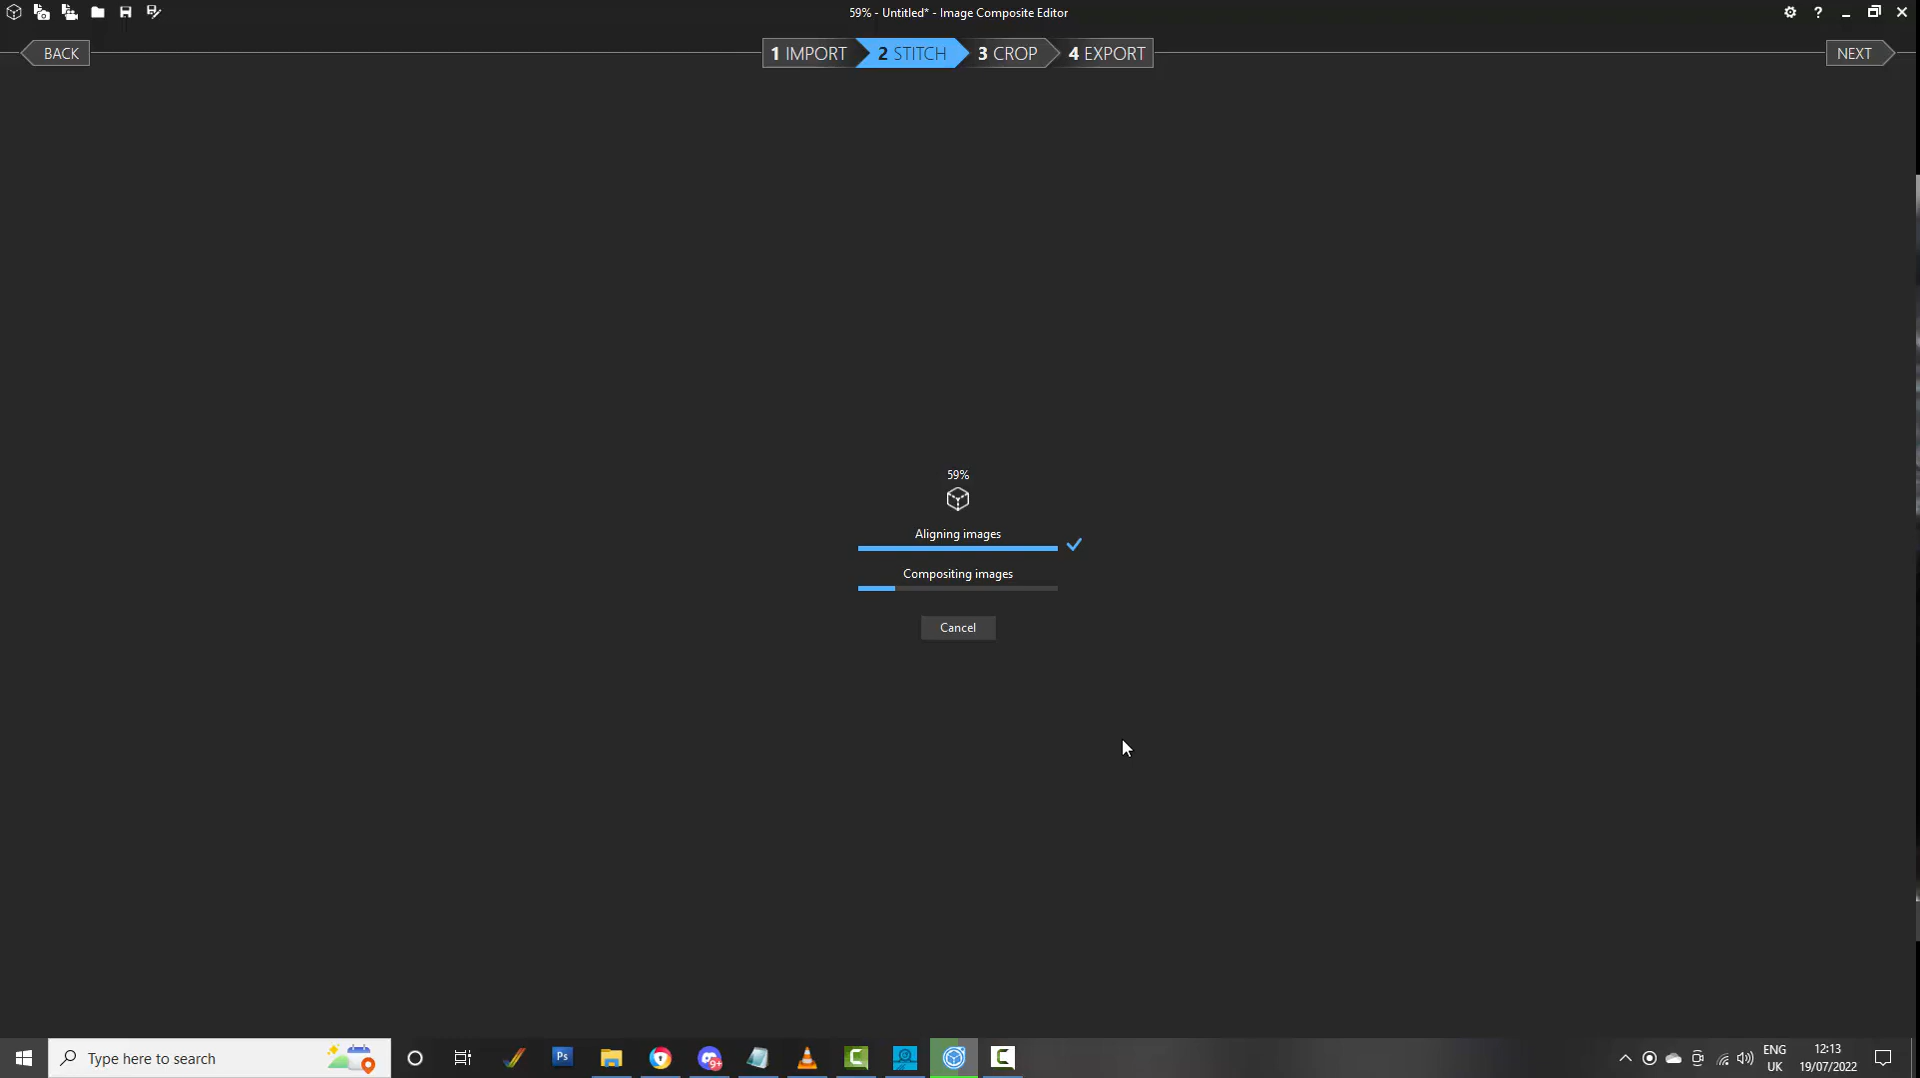 59% - Untitled* - Image Composite Editor
?
BACK
1 IMPORT
2 STITCH
3 CROP
4 EXPORT
NEXT
59%
Aligning images
Compositing images
Cancel
Type here to search
Ps
9+
ENG
UK
12:13
19/07/2022